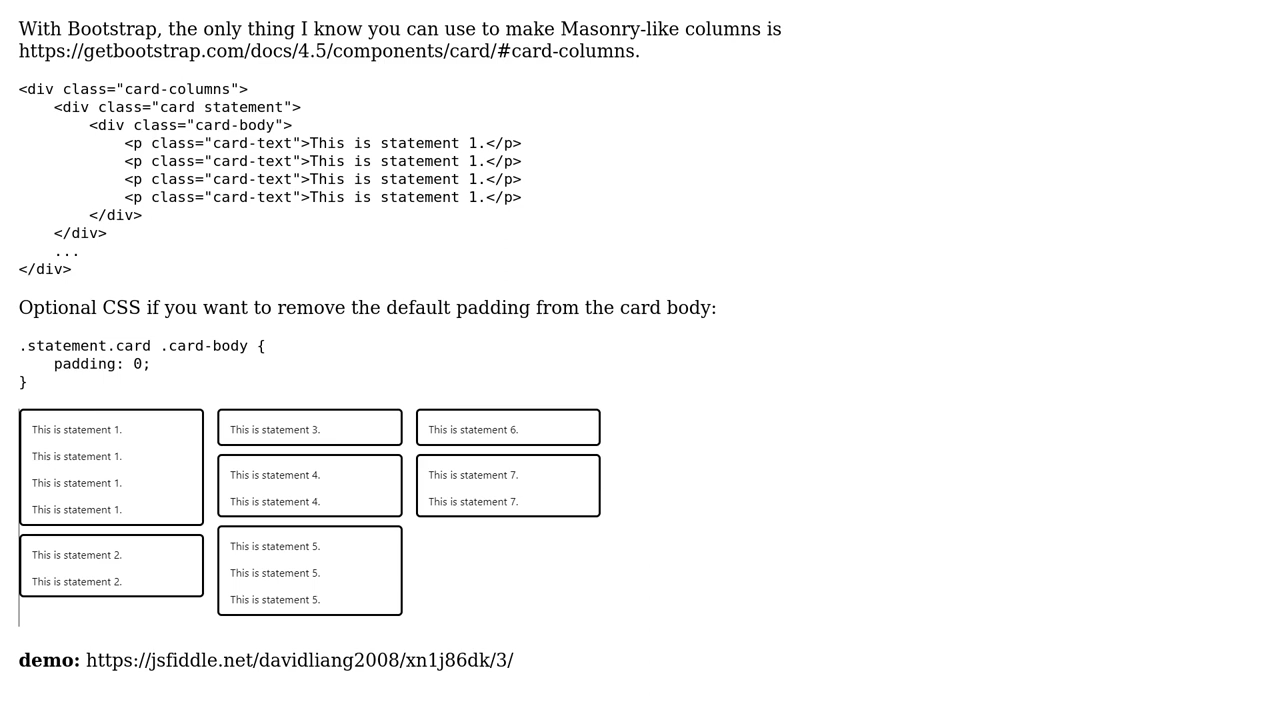 With Bootstrap, the only thing I know you can use to make Masonry-like columns is
https://getbootstrap.com/docs/4.5/components/card/#card-columns.
<div class="card-columns">
    <div class="card statement">
        <div class="card-body">
            <p class="card-text">This is statement 1.</p>
            <p class="card-text">This is statement 1.</p>
            <p class="card-text">This is statement 1.</p>
            <p class="card-text">This is statement 1.</p>
        </div>
    </div>
    ...
</div>
Optional CSS if you want to remove the default padding from the card body:
.statement.card .card-body {
    padding: 0;
}
This is statement 1.
This is statement 1.
This is statement 1.
This is statement 1.
This is statement 2.
This is statement 2.
This is statement 3.
This is statement 4.
This is statement 4.
This is statement 5.
This is statement 5.
This is statement 5.
This is statement 6.
This is statement 7.
This is statement 7.
demo: https://jsfiddle.net/davidliang2008/xn1j86dk/3/